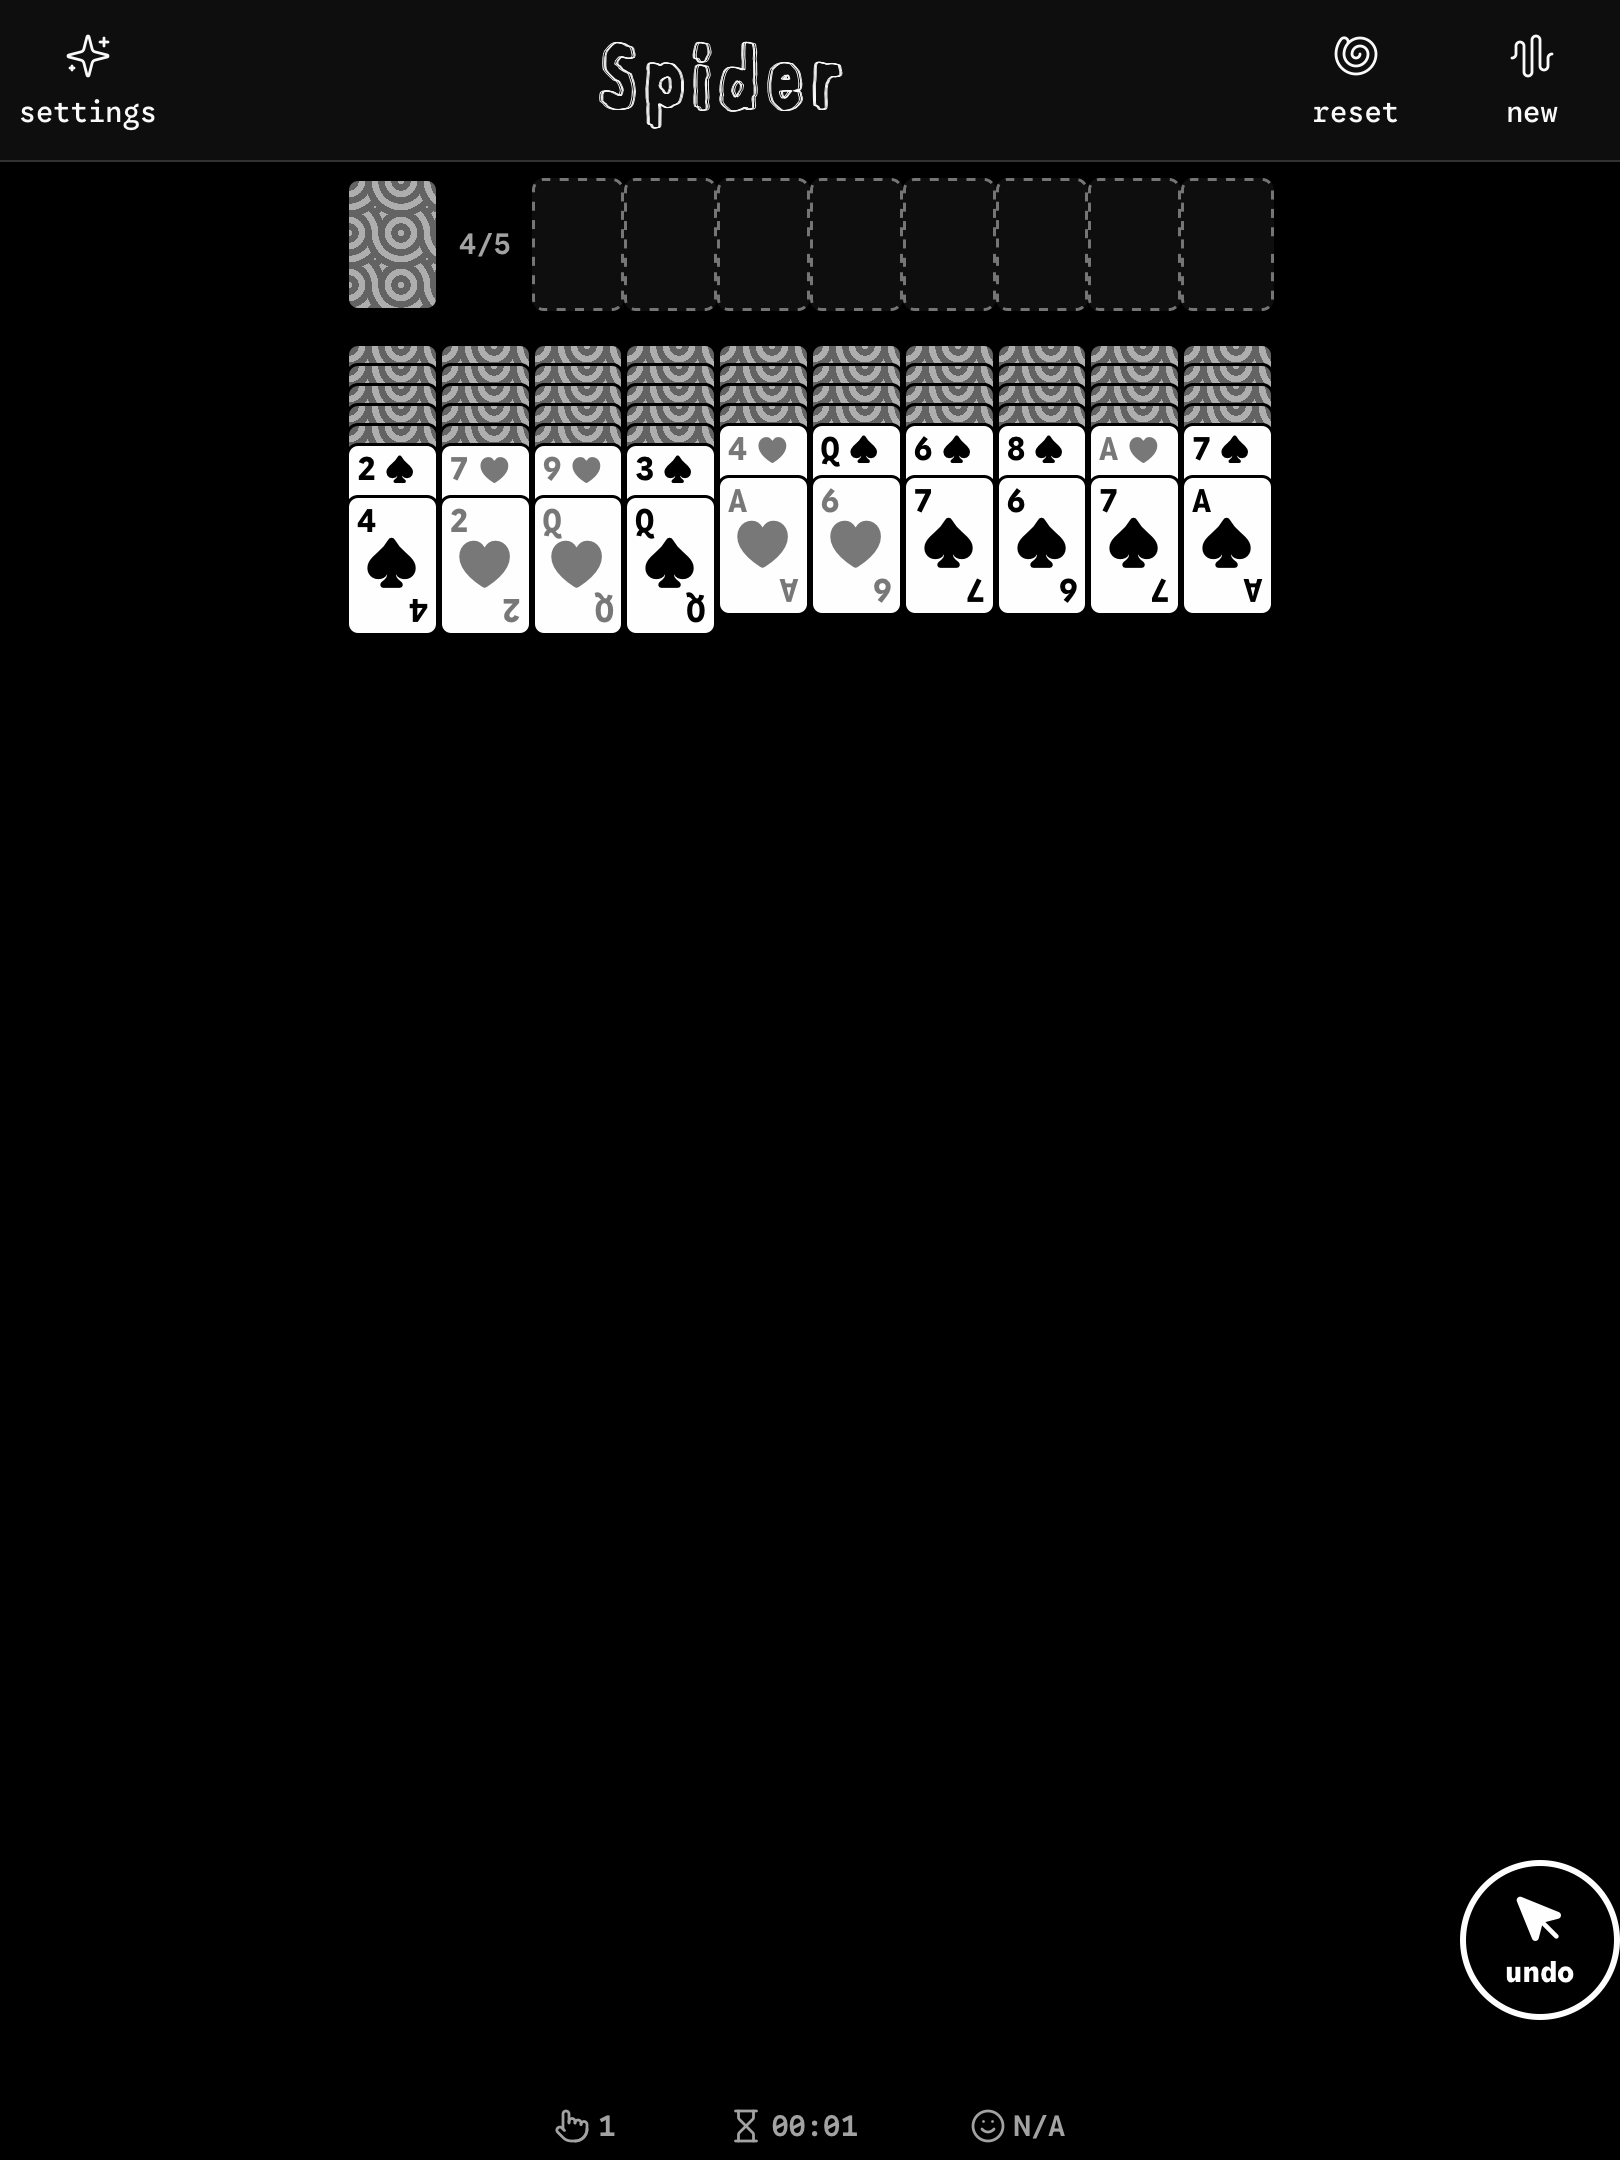 settings
Spider
reset
new
4/5
4 Q 6 8 A 7
2 7 9 3
A 6 7 6 7 A
4 2 Q Q
A 6 7 6 7 A
4 2 Q Q
undo
1
00:01
N/A